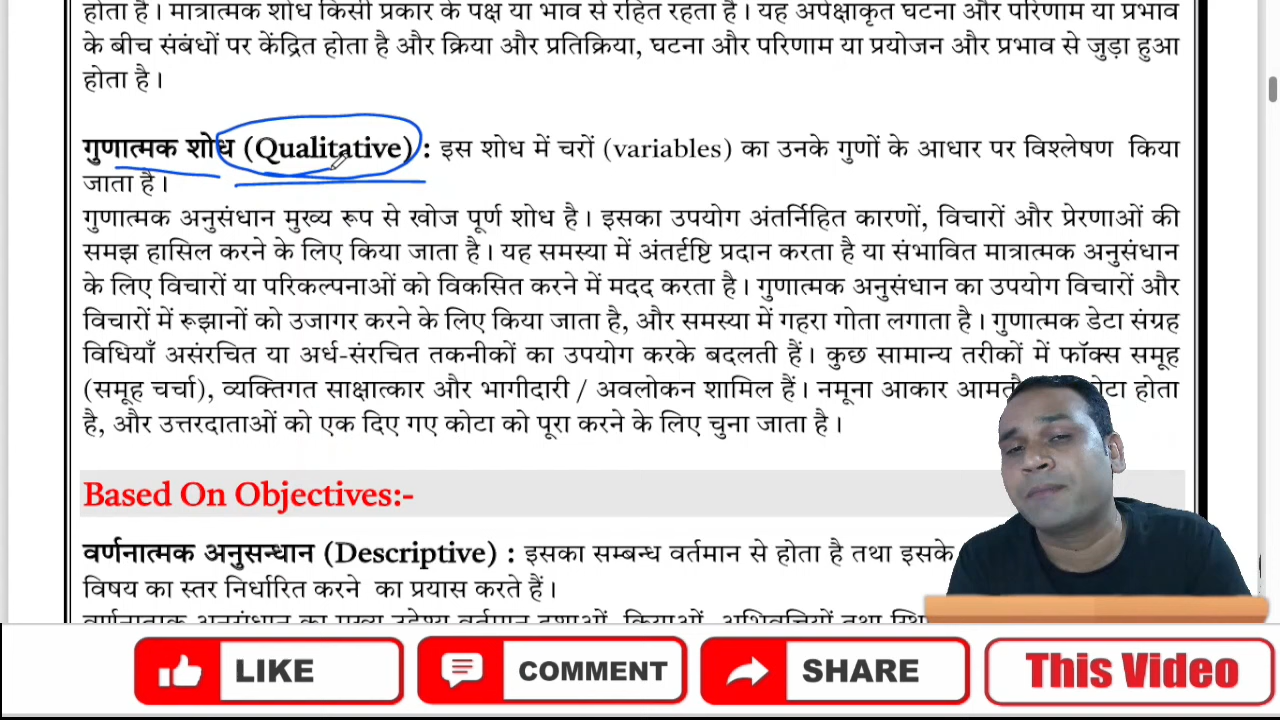 होता है। मात्रात्मक शोध किसी प्रकार के पक्ष या भाव से रहित रहता है। यह अपेक्षाकृत घटना और परिणाम या प्रभाव
के बीच संबंधों पर केंद्रित होता है और क्रिया और प्रतिक्रिया, घटना और परिणाम या प्रयोजन और प्रभाव से जुड़ा हुआ
होता है।
गुणात्मक शोध (Qualitative) : इस शोध में चरों (variables) का उनके गुणों के आधार पर विश्लेषण किया
जाता है।
गुणात्मक अनुसंधान मुख्य रूप से खोज पूर्ण शोध है। इसका उपयोग अंतर्निहित कारणों, विचारों और प्रेरणाओं की
समझ हासिल करने के लिए किया जाता है। यह समस्या में अंतर्दृष्टि प्रदान करता है या संभावित मात्रात्मक अनुसंधान
के लिए विचारों या परिकल्पनाओं को विकसित करने में मदद करता है। गुणात्मक अनुसंधान का उपयोग विचारों और
विचारों में रूझानों को उजागर करने के लिए किया जाता है, और समस्या में गहरा गोता लगाता है। गुणात्मक डेटा संग्रह
विधियाँ असंरचित या अर्ध-संरचित तकनीकों का उपयोग करके बदलती हैं। कुछ सामान्य तरीकों में फॉक्स समूह
(समूह चर्चा), व्यक्तिगत साक्षात्कार और भागीदारी / अवलोकन शामिल हैं। नमूना आकार होता
है, और उत्तरदाताओं को एक दिए गए कोटा को पूरा करने के लिए चुना जाता है।
Based On Objectives:-
वर्णनात्मक अनुसन्धान (Descriptive) : इसका सम्बन्ध वर्तमान से होता है तथा इसके
विषय का स्तर निर्धारित करने का प्रयास करते हैं।
LIKE
COMMENT
SHARE
This Video